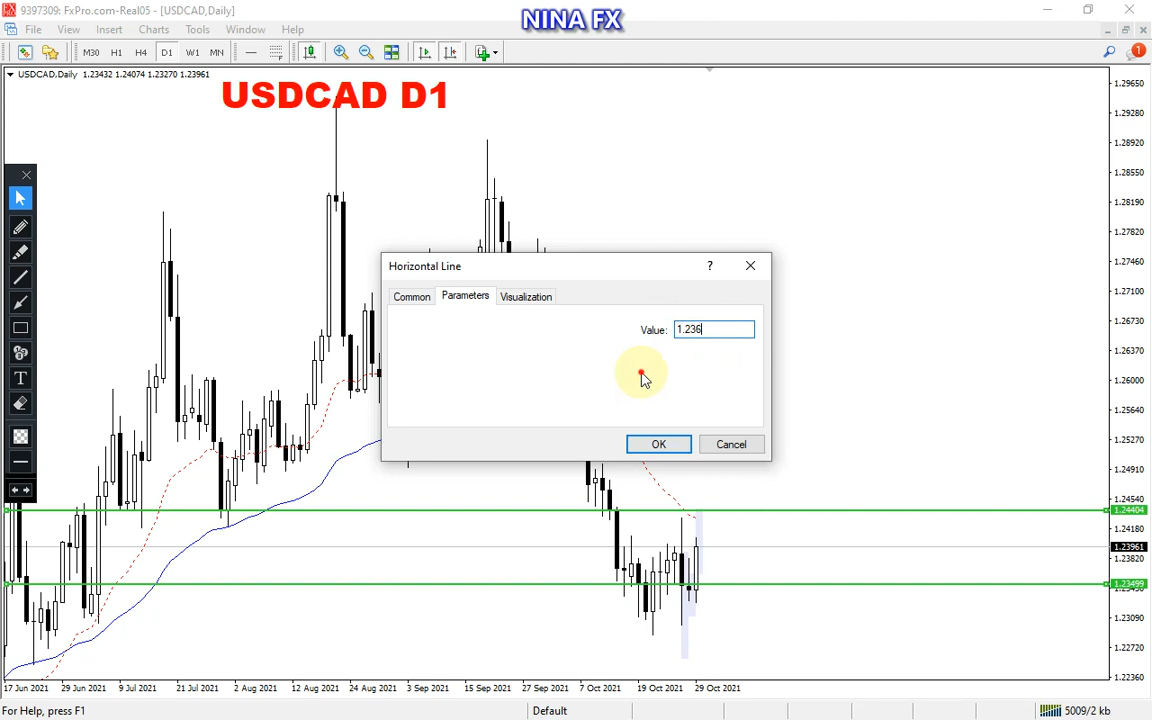 9397309: FxPro.com-Real05 - [USDCAD,Daily]
NINA FX
File View Insert Charts Tools Window Help
M30 H1 H4 D1 W1 MN
1
USDCAD,Daily 1.23432 1.24074 1.23270 1.23961
USDCAD D1
1.29650
1.29280
1.28920
1.28550
1.28190
1.27820
1.27460
1.27100
1.26730
1.26370
1.26000
1.25640
1.25270
1.24910
1.24540
1.24404
1.24180
1.23961
1.23820
1.23499
1.23090
1.22720
1.22360
Horizontal Line
?
Common Parameters Visualization
Value: 1.236
OK Cancel
T
17 Jun 2021 29 Jun 2021 9 Jul 2021 21 Jul 2021 2 Aug 2021 12 Aug 2021 24 Aug 2021 3 Sep 2021 15 Sep 2021 27 Sep 2021 7 Oct 2021 19 Oct 2021 29 Oct 2021
For Help, press F1
Default
5009/2 kb